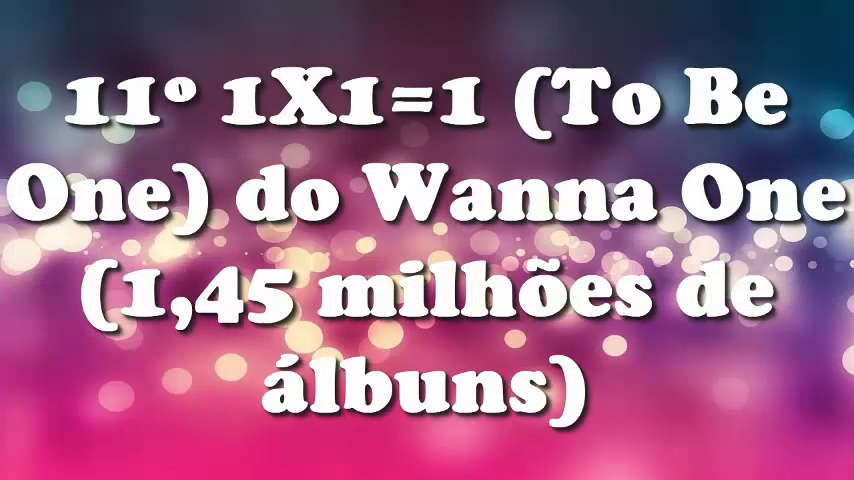 11º 1X1=1 (To Be
One) do Wanna One
(1,45 milhões de
álbuns)